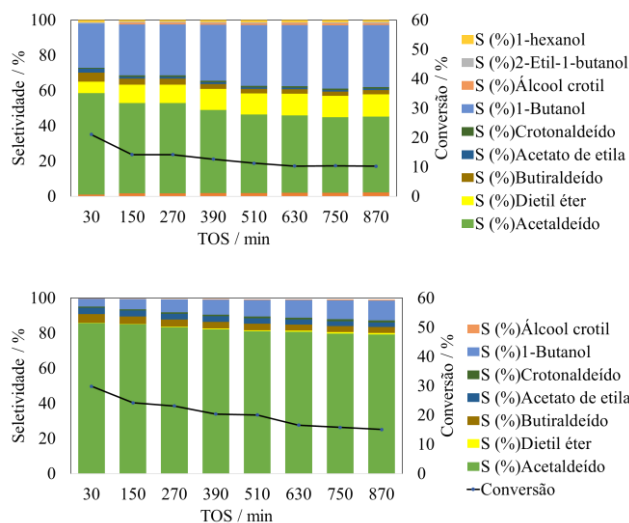 100
80
60
40
20
0
Seletividade / %
60
50
40
30
20
10
0
Conversão / %
30 150 270 390 510 630 750 870
TOS / min
S (%)1-hexanol
S (%)2-Etil-1-butanol
S (%)Álcool crotil
S (%)1-Butanol
S (%)Crotonaldeído
S (%)Acetato de etila
S (%)Butiraldeído
S (%)Dietil éter
S (%)Acetaldeído
100
80
60
40
20
0
Seletividade / %
60
50
40
30
20
10
0
Conversão / %
30 150 270 390 510 630 750 870
TOS / min
S (%)Álcool crotil
S (%)1-Butanol
S (%)Crotonaldeído
S (%)Acetato de etila
S (%)Butiraldeído
S (%)Dietil éter
S (%)Acetaldeído
Conversão